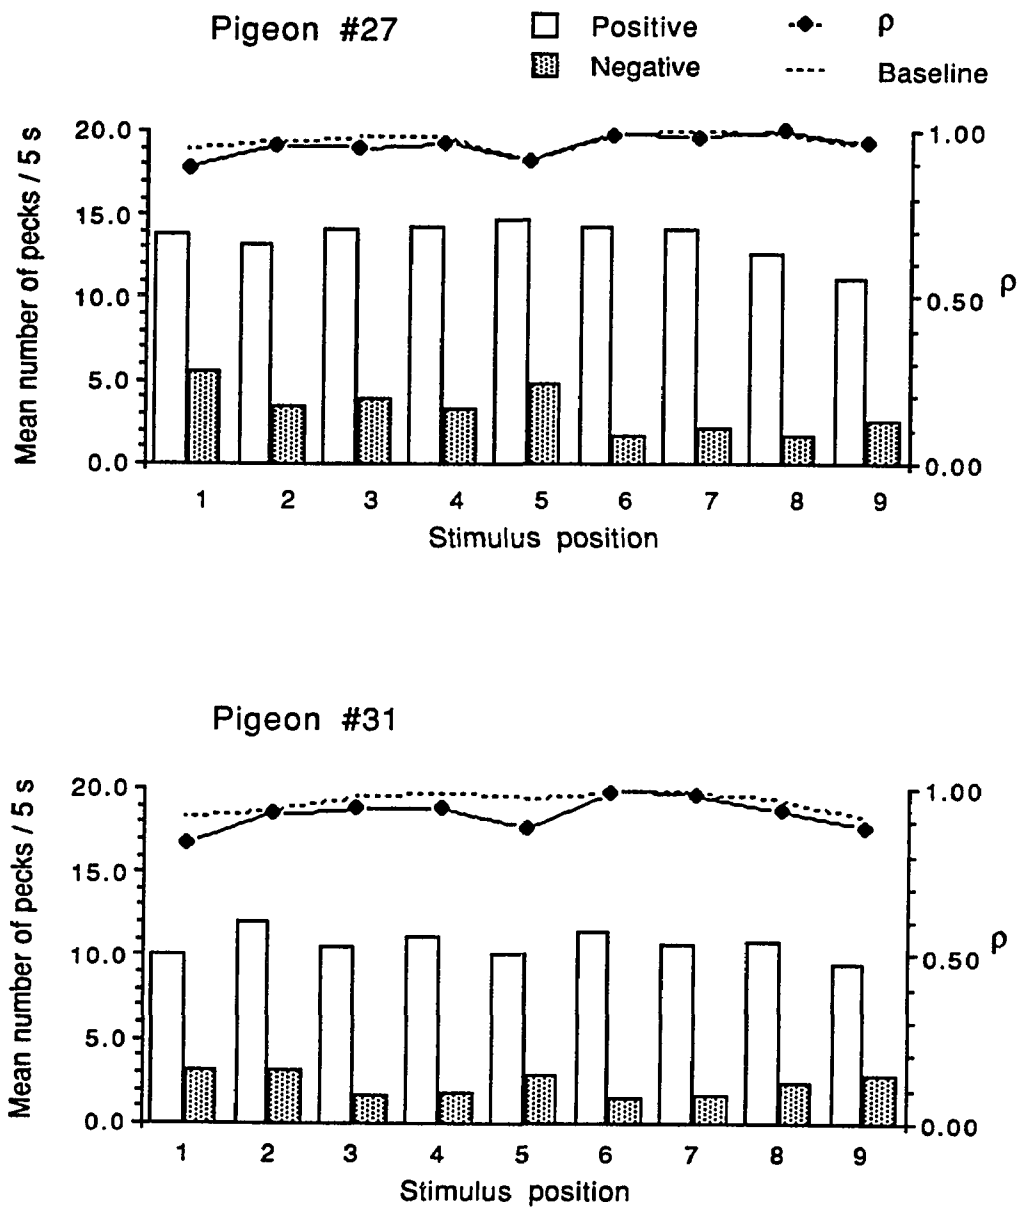 Pigeon #27
Positive
ρ
Negative
Baseline
Mean number of pecks / 5 s
20.0
15.0
10.0
5.0
0.0
1.00
0.50
0.00
ρ
1 2 3 4 5 6 7 8 9
Stimulus position
Pigeon #31
Mean number of pecks / 5 s
20.0
15.0
10.0
5.0
0.0
1.00
0.50
0.00
ρ
1 2 3 4 5 6 7 8 9
Stimulus position